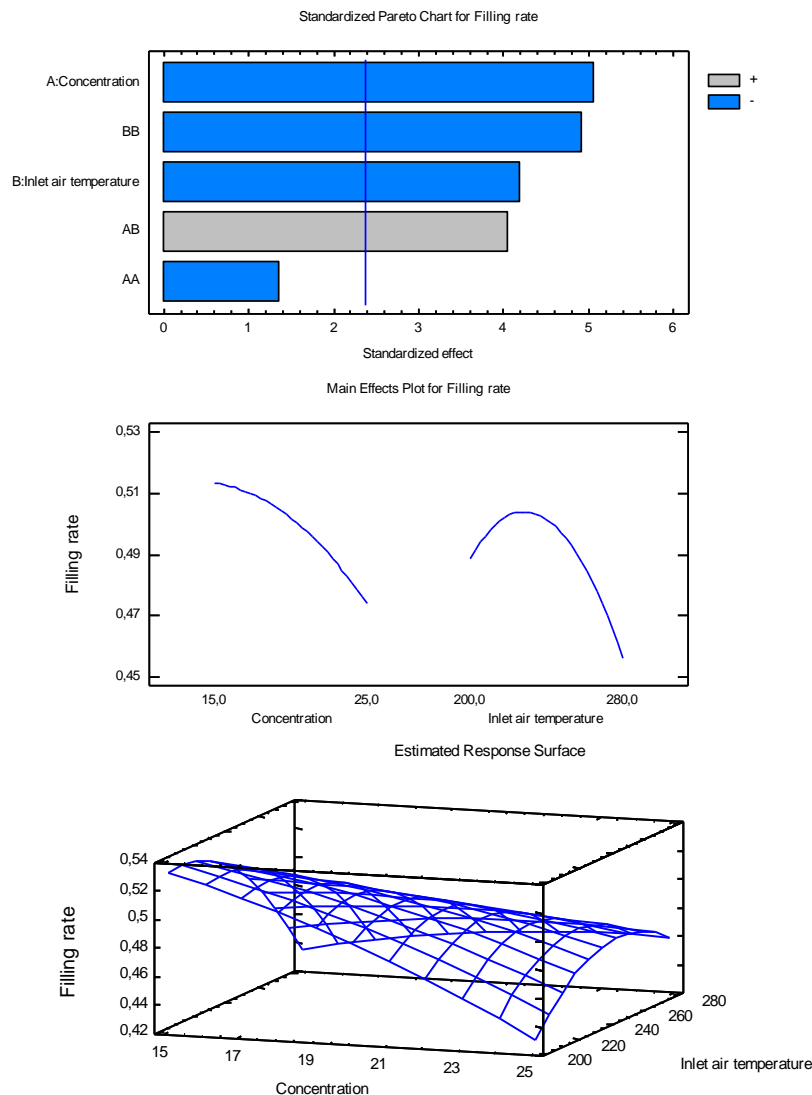 Standardized Pareto Chart for Filling rate
A:Concentration
BB
B:Inlet air temperature
AB
AA
+
-
0 1 2 3 4 5 6
Standardized effect
Main Effects Plot for Filling rate
0,53
0,51
0,49
0,47
0,45
Filling rate
15,0 25,0 200,0 280,0
Concentration Inlet air temperature
Estimated Response Surface
0,54
0,52
0,5
0,48
0,46
0,44
0,42
Filling rate
15 17 19 21 23 25
Concentration
200 220 240 260 280
Inlet air temperature